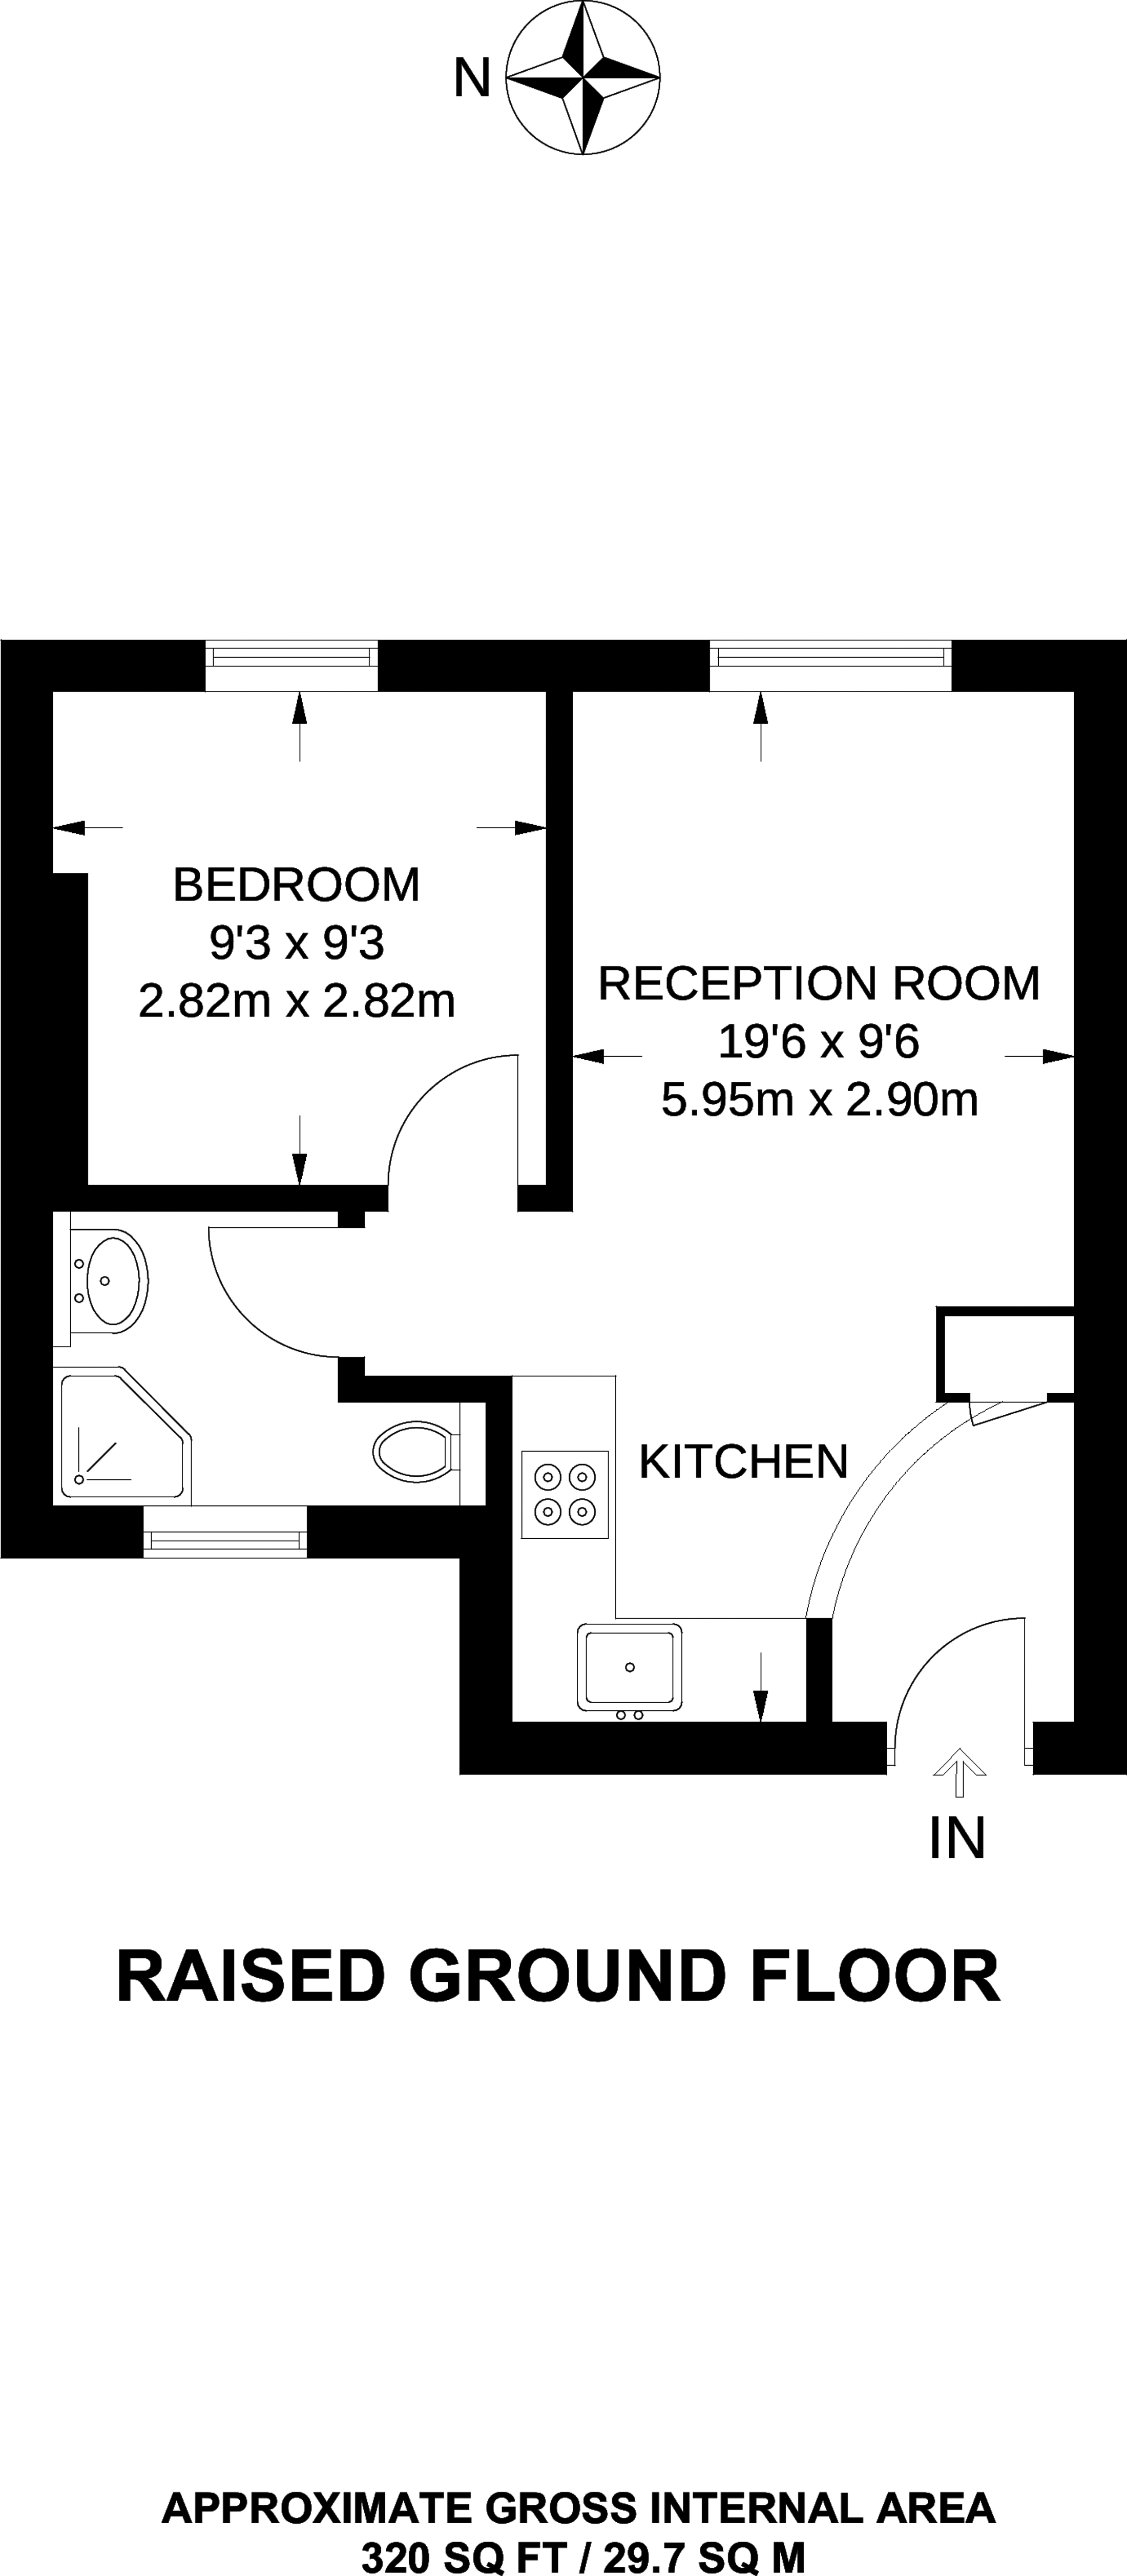 N
BEDROOM
9'3 x 9'3
2.82m x 2.82m
RECEPTION ROOM
19'6 x 9'6
5.95m x 2.90m
KITCHEN
IN
RAISED GROUND FLOOR
APPROXIMATE GROSS INTERNAL AREA
320 SQ FT / 29.7 SQ M